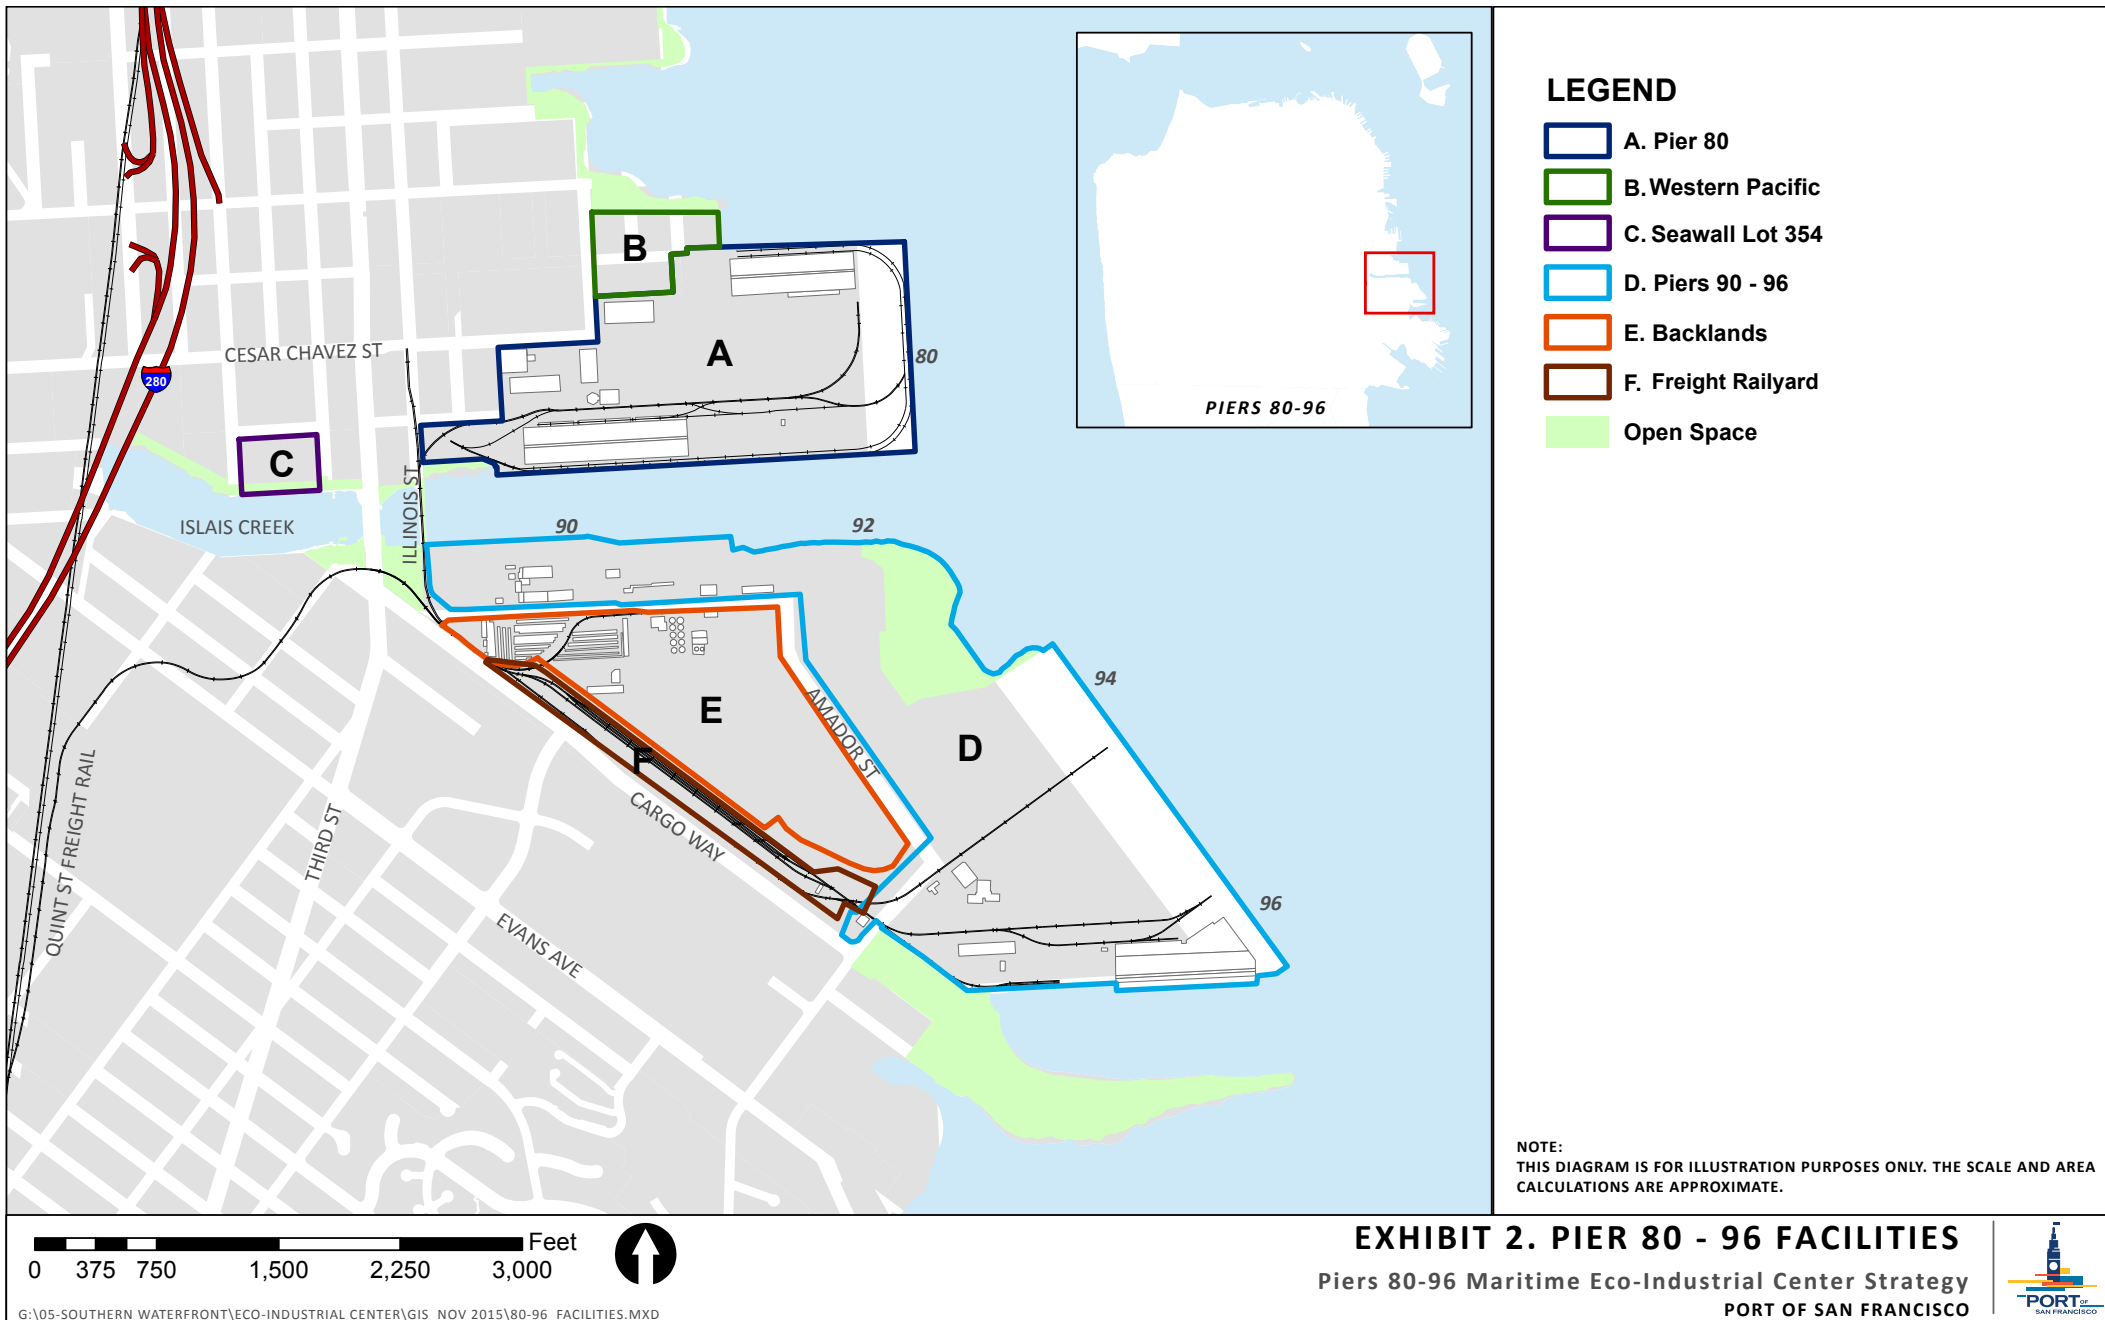 280
CESAR CHAVEZ ST
ISLAIS CREEK
ILLINOIS ST
QUINT ST FREIGHT RAIL
THIRD ST
EVANS AVE
CARGO WAY
AMADOR ST
A
B
C
D
E
F
80
90
92
94
96
PIERS 80-96
LEGEND
A. Pier 80
B. Western Pacific
C. Seawall Lot 354
D. Piers 90 - 96
E. Backlands
F. Freight Railyard
Open Space
NOTE:
THIS DIAGRAM IS FOR ILLUSTRATION PURPOSES ONLY. THE SCALE AND AREA
CALCULATIONS ARE APPROXIMATE.
Feet
0 375 750 1,500 2,250 3,000
G:\05-SOUTHERN WATERFRONT\ECO-INDUSTRIAL CENTER\GIS_NOV 2015\80-96_FACILITIES.MXD
EXHIBIT 2. PIER 80 - 96 FACILITIES
Piers 80-96 Maritime Eco-Industrial Center Strategy
PORT OF SAN FRANCISCO
PORT OF
SAN FRANCISCO